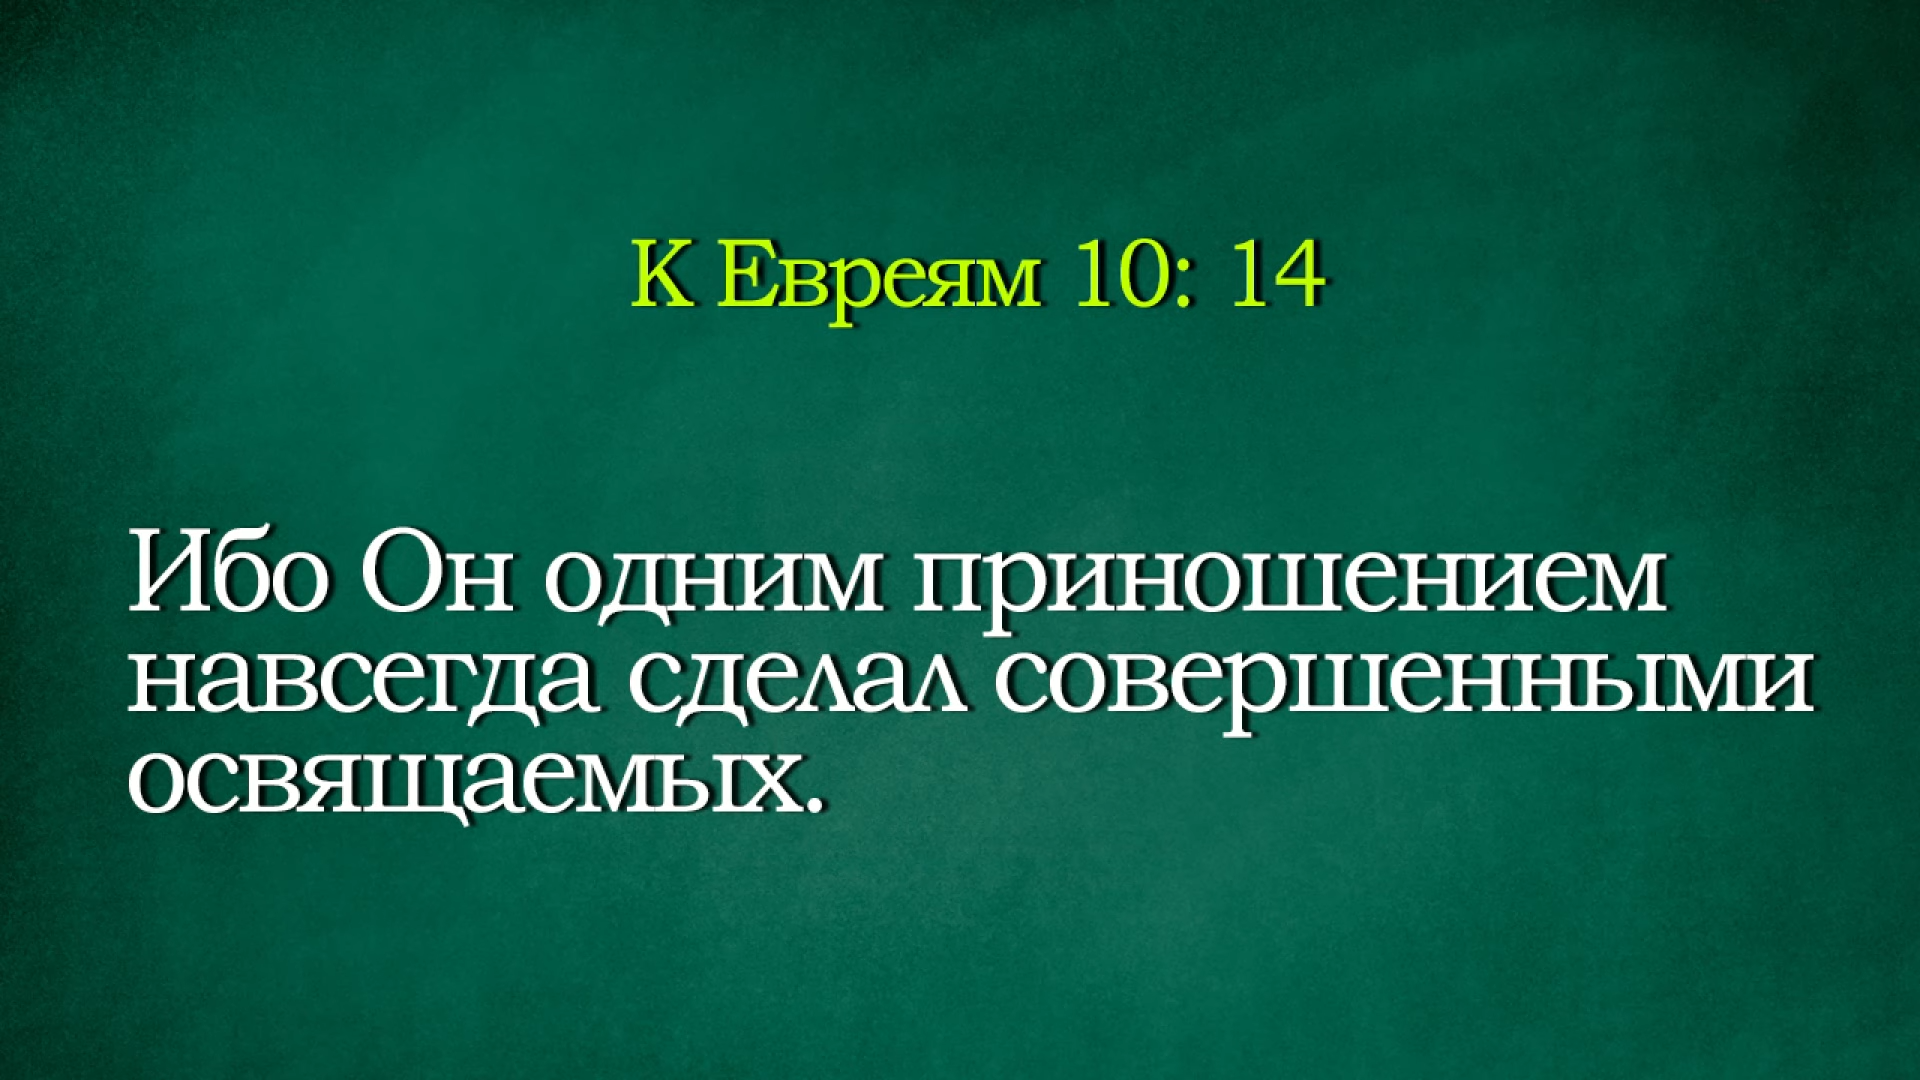 К Евреям 10: 14
Ибо Он одним приношением
навсегда сделал совершенными
освящаемых.